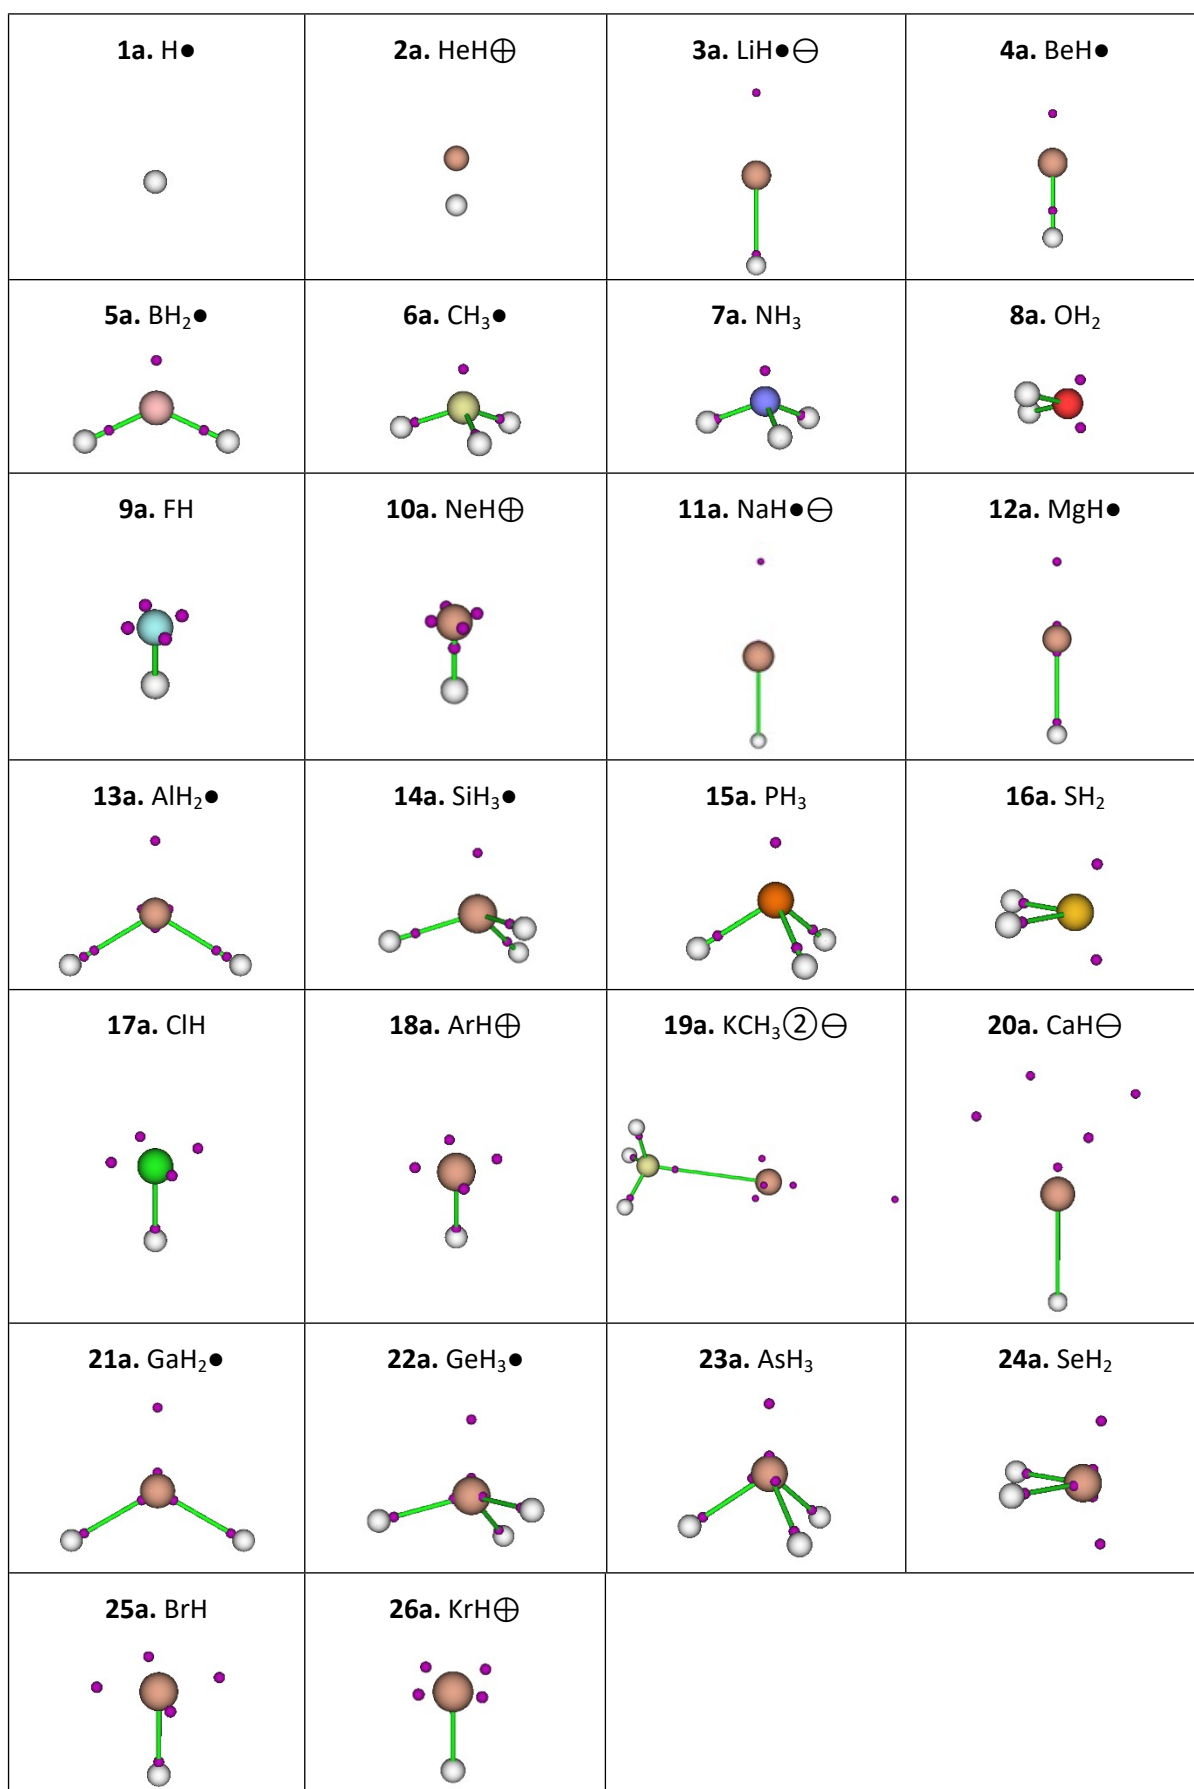 1a. H●
2a. HeH⊕
3a. LiH●⊖
4a. BeH●
5a. BH₂●
6a. CH₃●
7a. NH₃
8a. OH₂
9a. FH
10a. NeH⊕
11a. NaH●⊖
12a. MgH●
13a. AlH₂●
14a. SiH₃●
15a. PH₃
16a. SH₂
17a. ClH
18a. ArH⊕
19a. KCH₃②⊖
20a. CaH⊖
21a. GaH₂●
22a. GeH₃●
23a. AsH₃
24a. SeH₂
25a. BrH
26a. KrH⊕